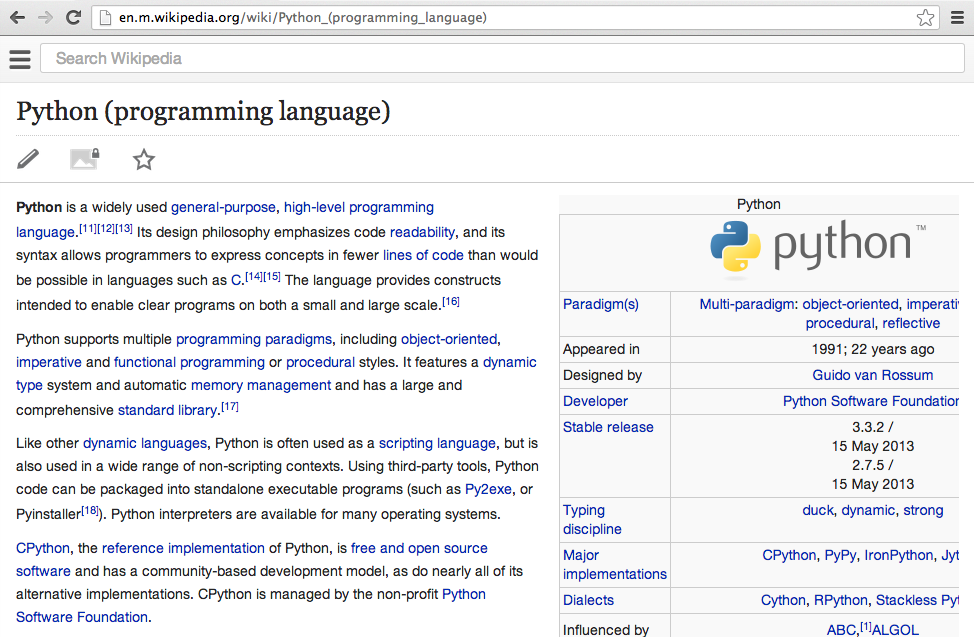 en.m.wikipedia.org/wiki/Python_(programming_language)
Search Wikipedia
Python (programming language)
Python is a widely used general-purpose, high-level programming
language.[11][12][13] Its design philosophy emphasizes code readability, and its
syntax allows programmers to express concepts in fewer lines of code than would
be possible in languages such as C.[14][15] The language provides constructs
intended to enable clear programs on both a small and large scale.[16]
Python supports multiple programming paradigms, including object-oriented,
imperative and functional programming or procedural styles. It features a dynamic
type system and automatic memory management and has a large and
comprehensive standard library.[17]
Like other dynamic languages, Python is often used as a scripting language, but is
also used in a wide range of non-scripting contexts. Using third-party tools, Python
code can be packaged into standalone executable programs (such as Py2exe, or
Pyinstaller[18]). Python interpreters are available for many operating systems.
CPython, the reference implementation of Python, is free and open source
software and has a community-based development model, as do nearly all of its
alternative implementations. CPython is managed by the non-profit Python
Software Foundation.
Python
python™
Paradigm(s) Multi-paradigm: object-oriented, imperati
procedural, reflective
Appeared in 1991; 22 years ago
Designed by Guido van Rossum
Developer Python Software Foundation
Stable release 3.3.2 /
15 May 2013
2.7.5 /
15 May 2013
Typing duck, dynamic, strong
discipline
Major CPython, PyPy, IronPython, Jyt
implementations
Dialects Cython, RPython, Stackless Pyt
Influenced by ABC,[1]ALGOL